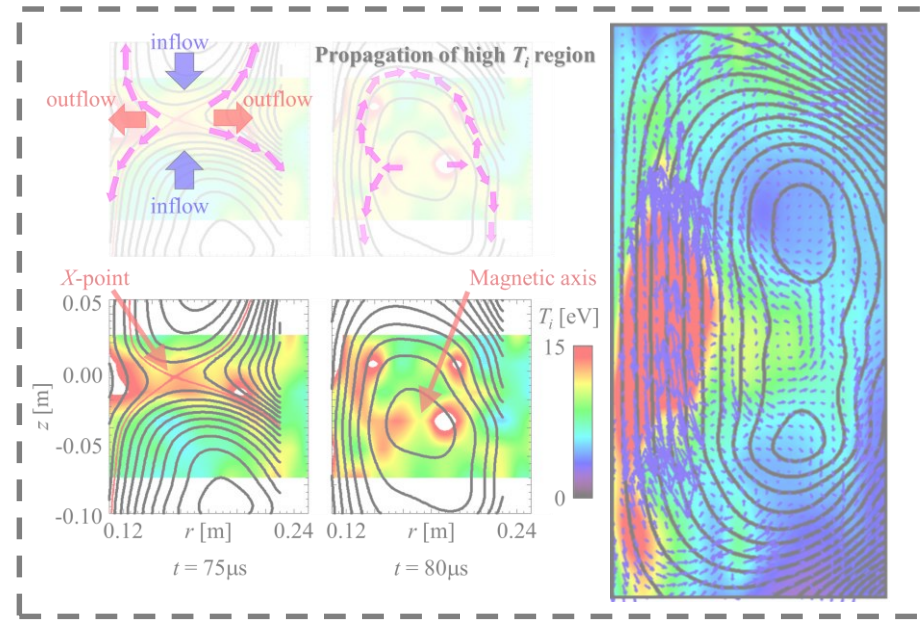 inflow
Propagation of high Ti region
outflow
outflow
inflow
X-point
Magnetic axis
0.05
0.00
-0.05
-0.10
z [m]
Ti [eV]
15
0
0.12
r [m]
0.24
0.12
r [m]
0.24
t = 75μs
t = 80μs